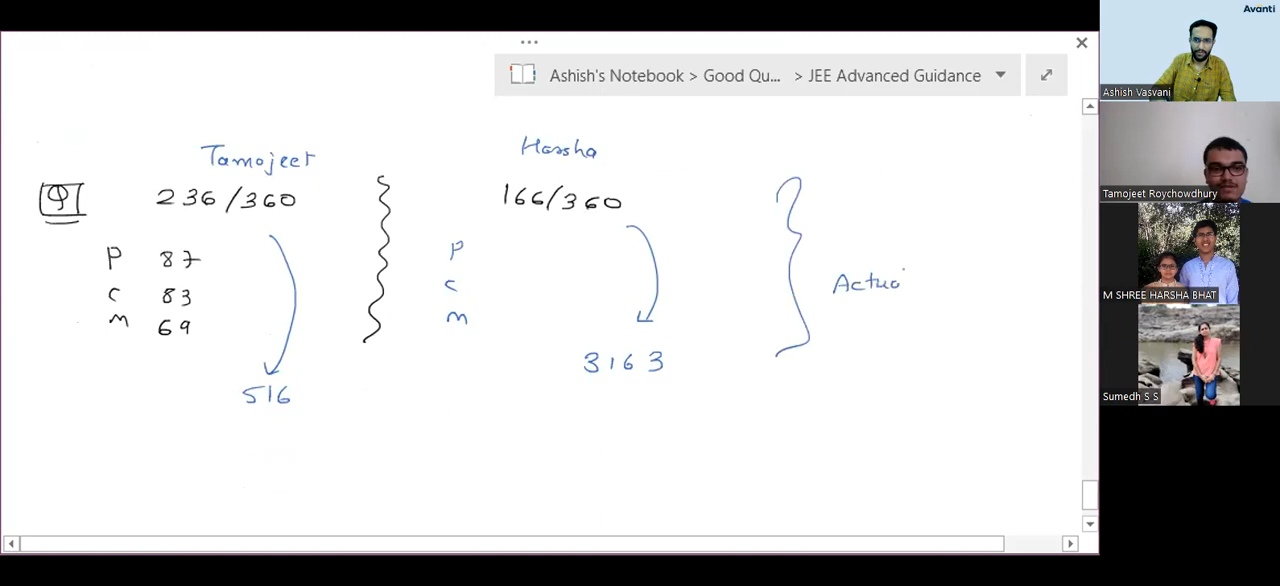 Avanti
...
Ashish's Notebook > Good Qu... > JEE Advanced Guidance
Ashish Vasvani
Tamojeet Roychowdhury
M SHREE HARSHA BHAT
Sumedh S S
Tamojeet
Harsha
Q 236/360
166/360
P 87
C 83
M 69
516
P
C
M
3163
Actua